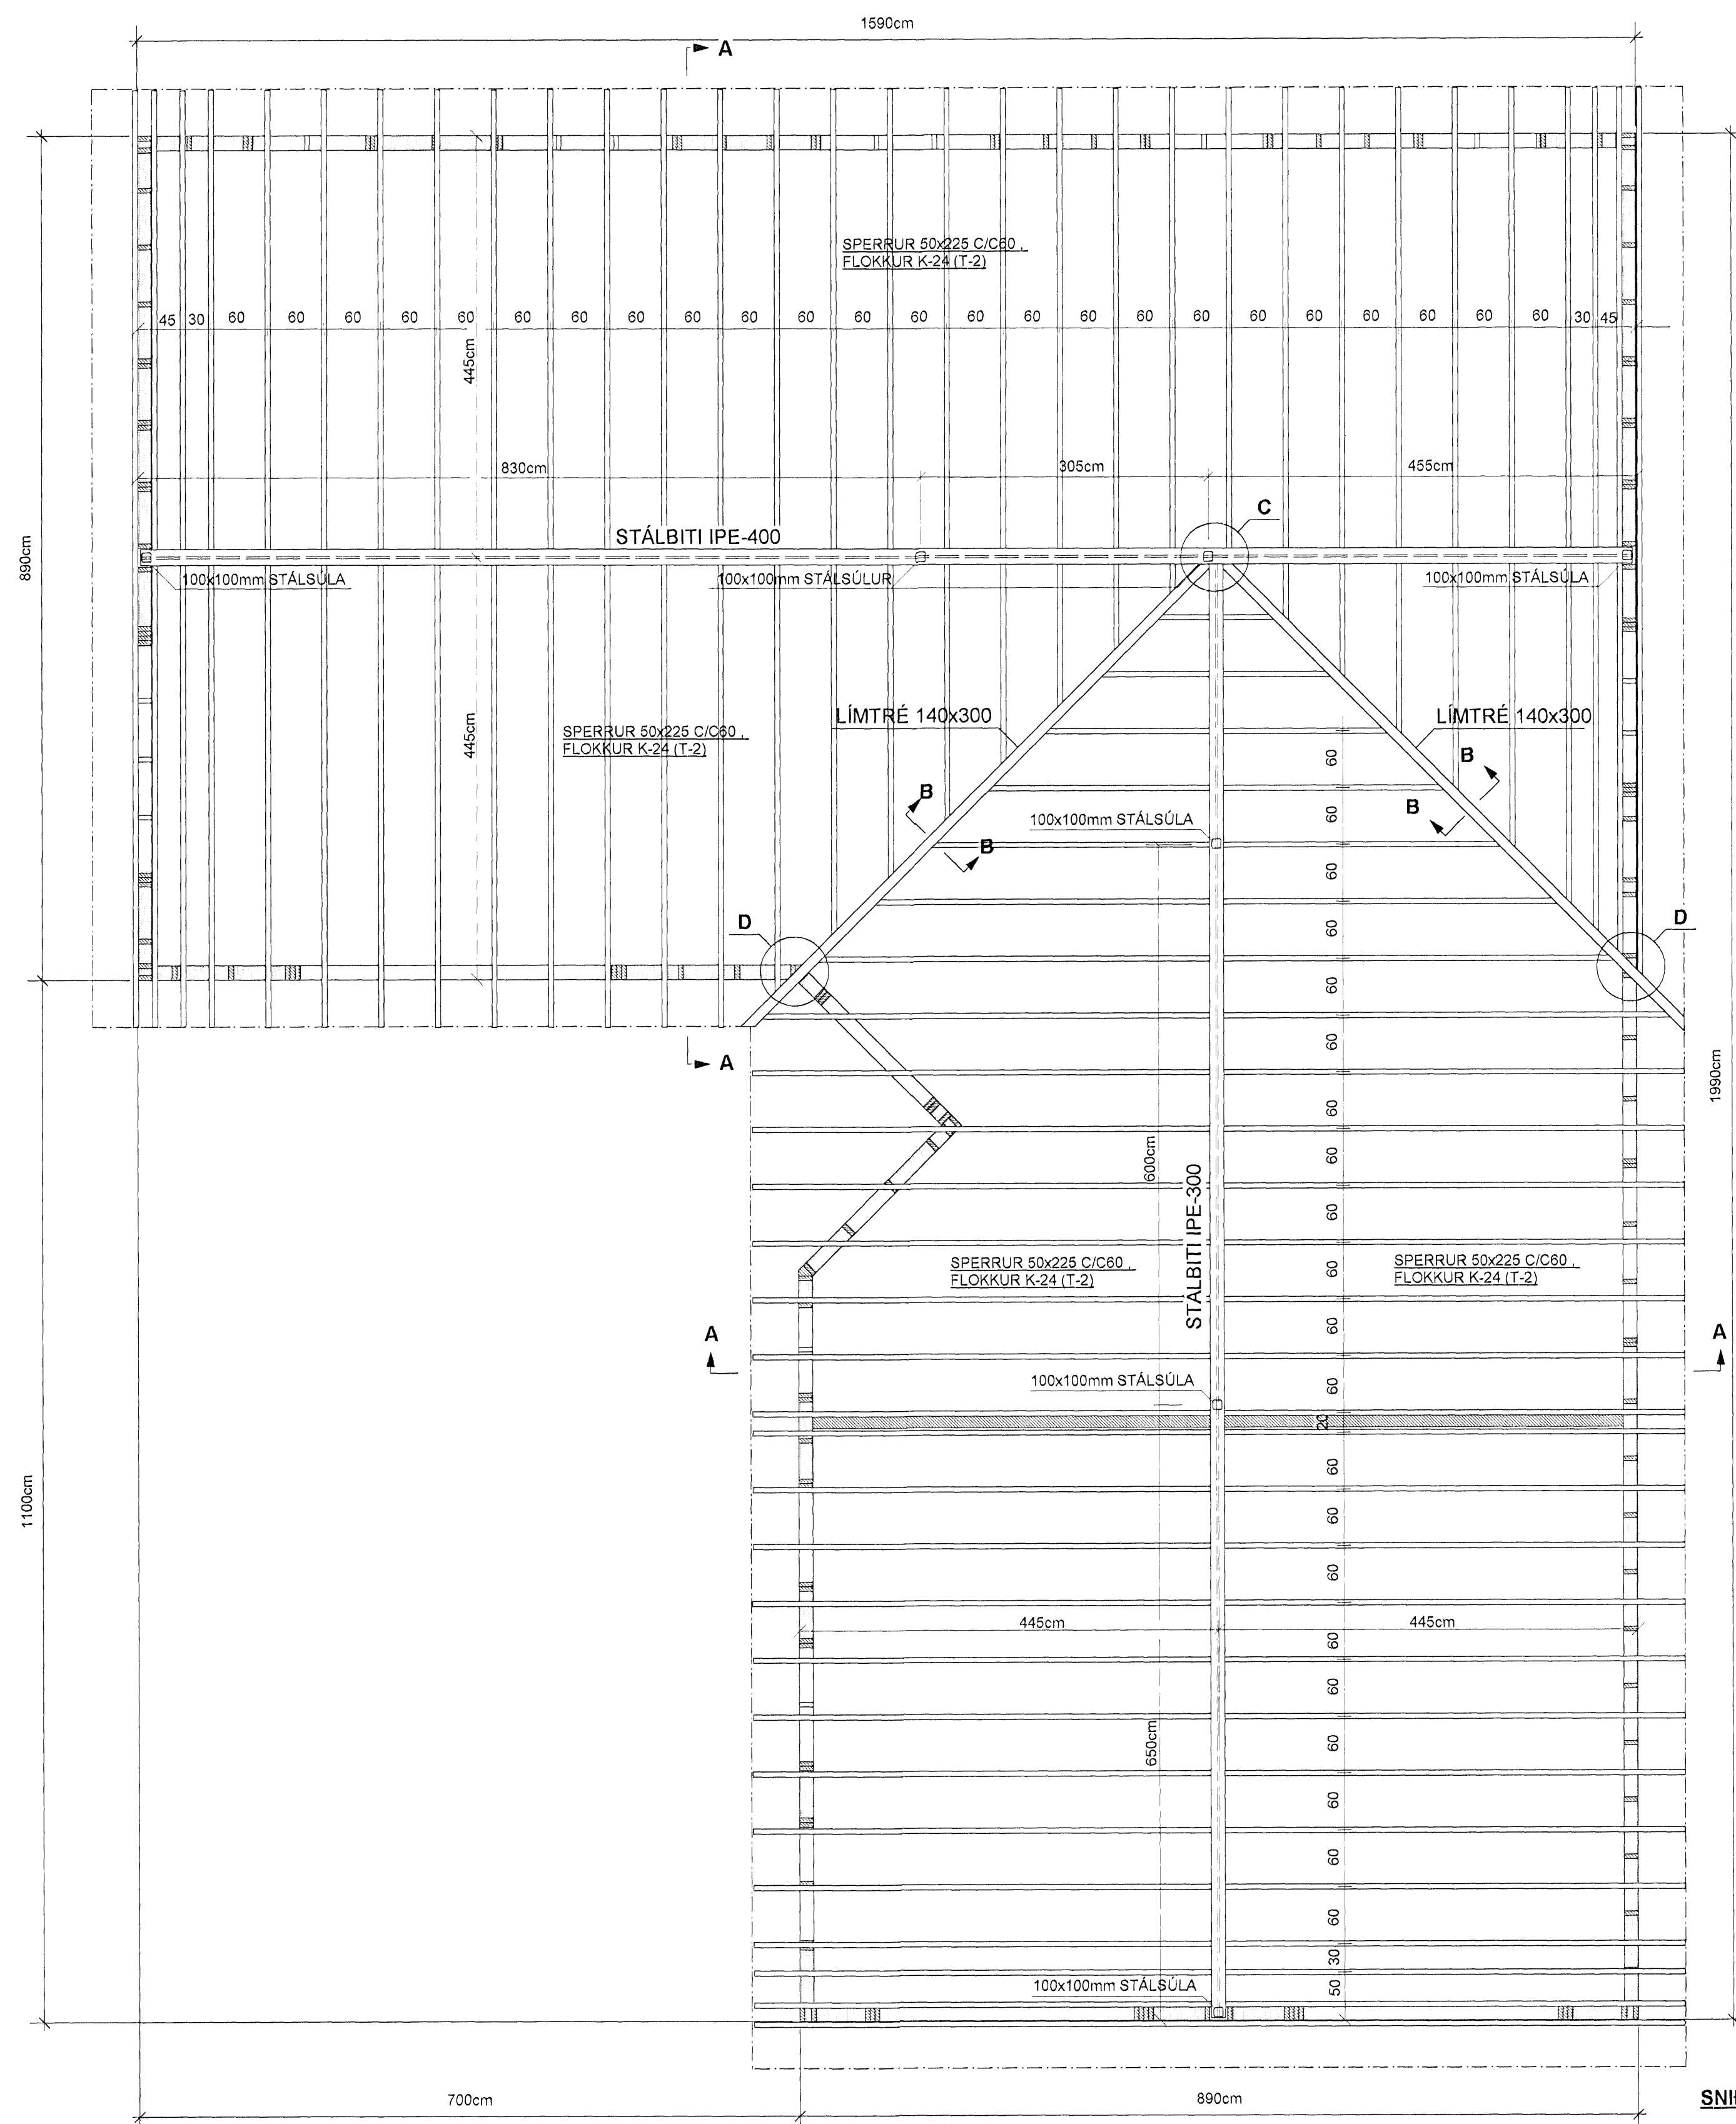 1590cm
A
SPERRUR 50x225 C/C60 ,
FLOKKUR K-24 (T-2)
45 30 60 60 60 60 60 60 60 60 60 60 60 60 60 60 60 60 60 60 60 60 60 60 60 60 30 45
445cm
830cm 305cm 455cm
C
STÁLBITI IPE-400
890cm
100x100mm STÁLSÚLA 100x100mm STÁLSÚLUR 100x100mm STÁLSÚLA
LÍMTRÉ 140x300 LÍMTRÉ 140x300
SPERRUR 50x225 C/C60 ,
FLOKKUR K-24 (T-2)
445cm
60
B B
60
B
100x100mm STÁLSÚLA
B
60
60
D D
60
60
A
1990cm
60
600cm
60
60
STÁLBITI IPE-300
SPERRUR 50x225 C/C60 ,
FLOKKUR K-24 (T-2)
SPERRUR 50x225 C/C60 ,
FLOKKUR K-24 (T-2)
60
A A
60
100x100mm STÁLSÚLA
60
20
60
1100cm
60
60
445cm 445cm
60
60
650cm
60
60
60
60
30
100x100mm STÁLSÚLA
50
700cm 890cm